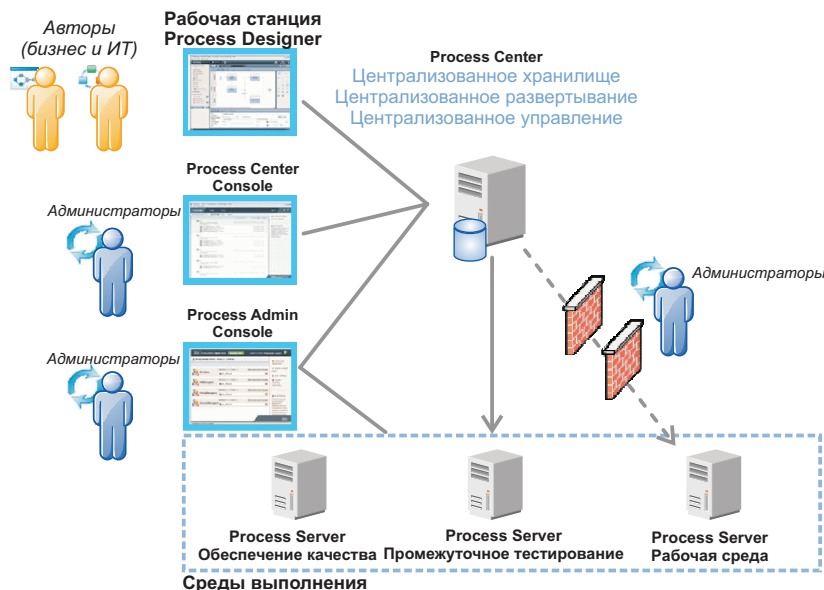 Авторы
(бизнес и ИТ)
Рабочая станция
Process Designer
Process Center
Централизованное хранилище
Централизованное развертывание
Централизованное управление
Process Center
Console
Администраторы
Администраторы
Process Admin
Console
Администраторы
Process Server
Обеспечение качества
Process Server
Промежуточное тестирование
Process Server
Рабочая среда
Среды выполнения